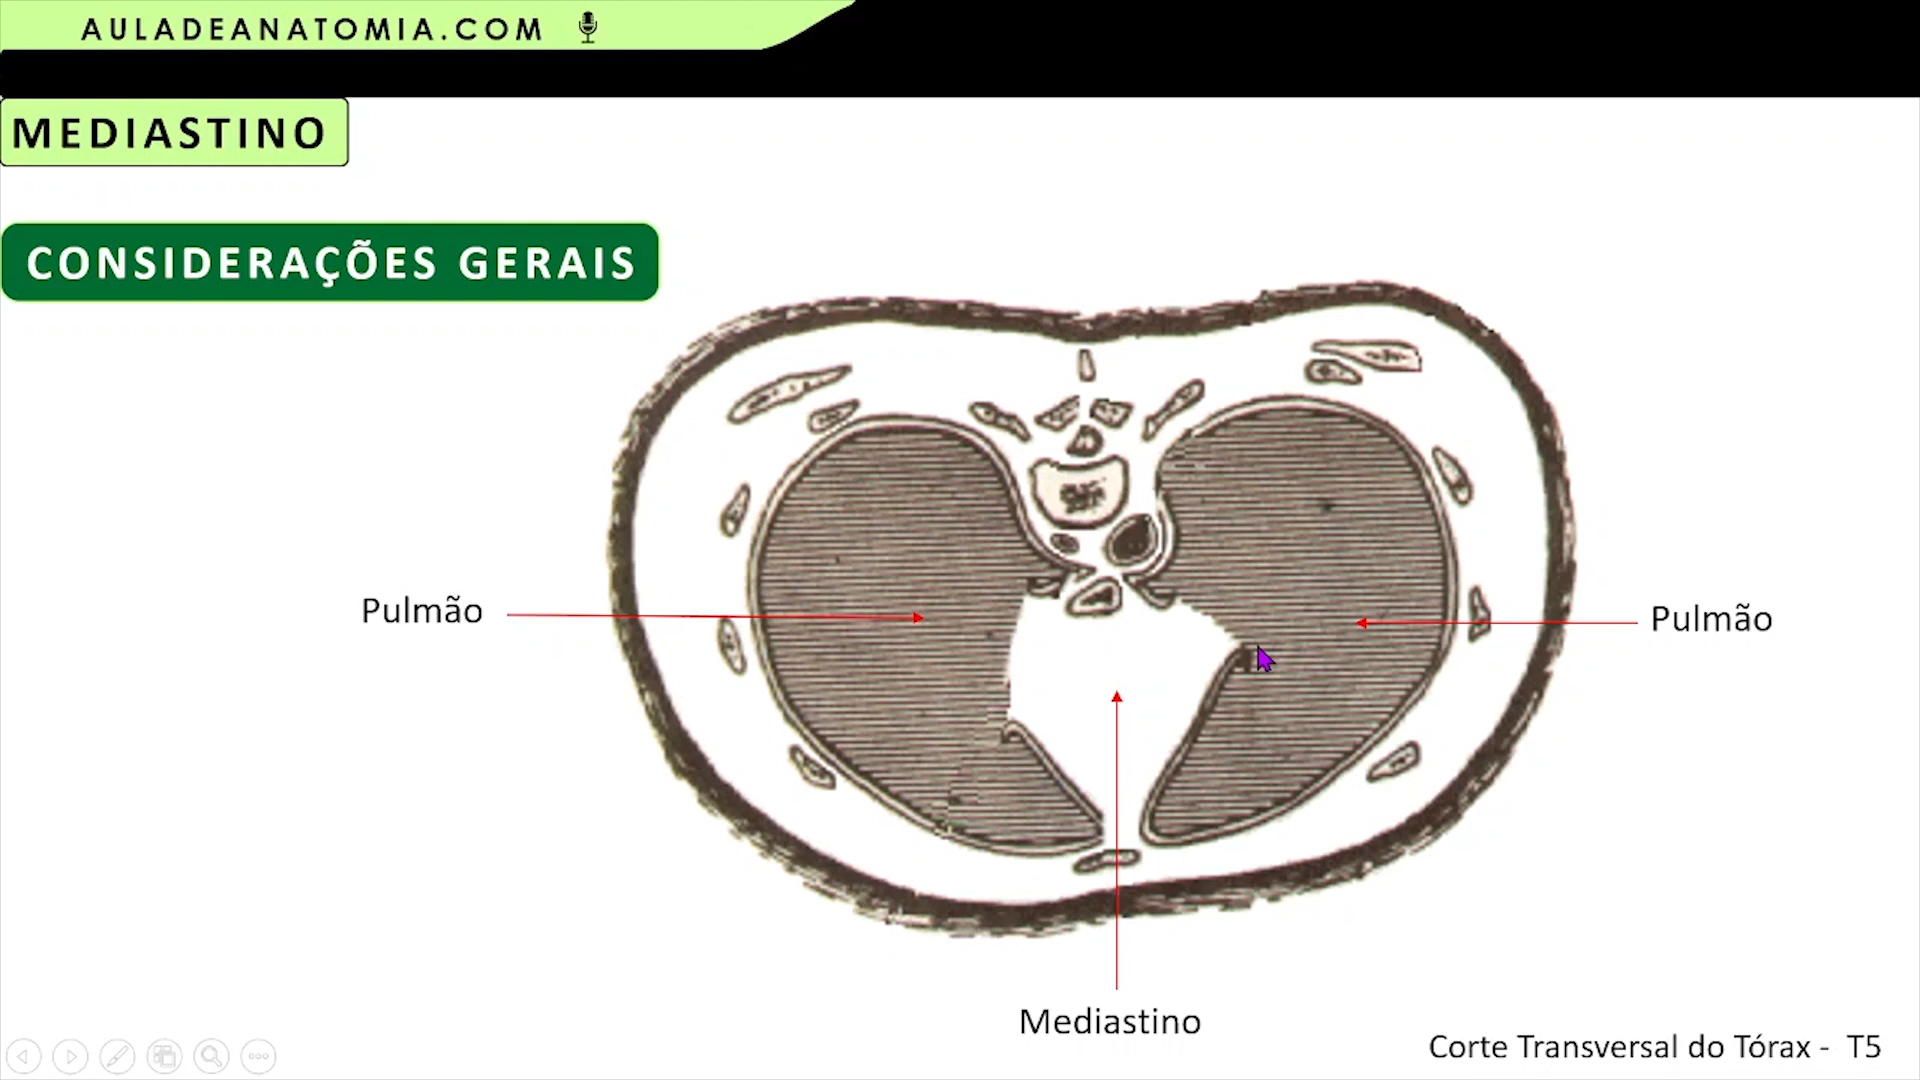 AULADEANATOMIA.COM
MEDIASTINO
CONSIDERAÇÕES GERAIS
Pulmão
Pulmão
Mediastino
Corte Transversal do Tórax - T5